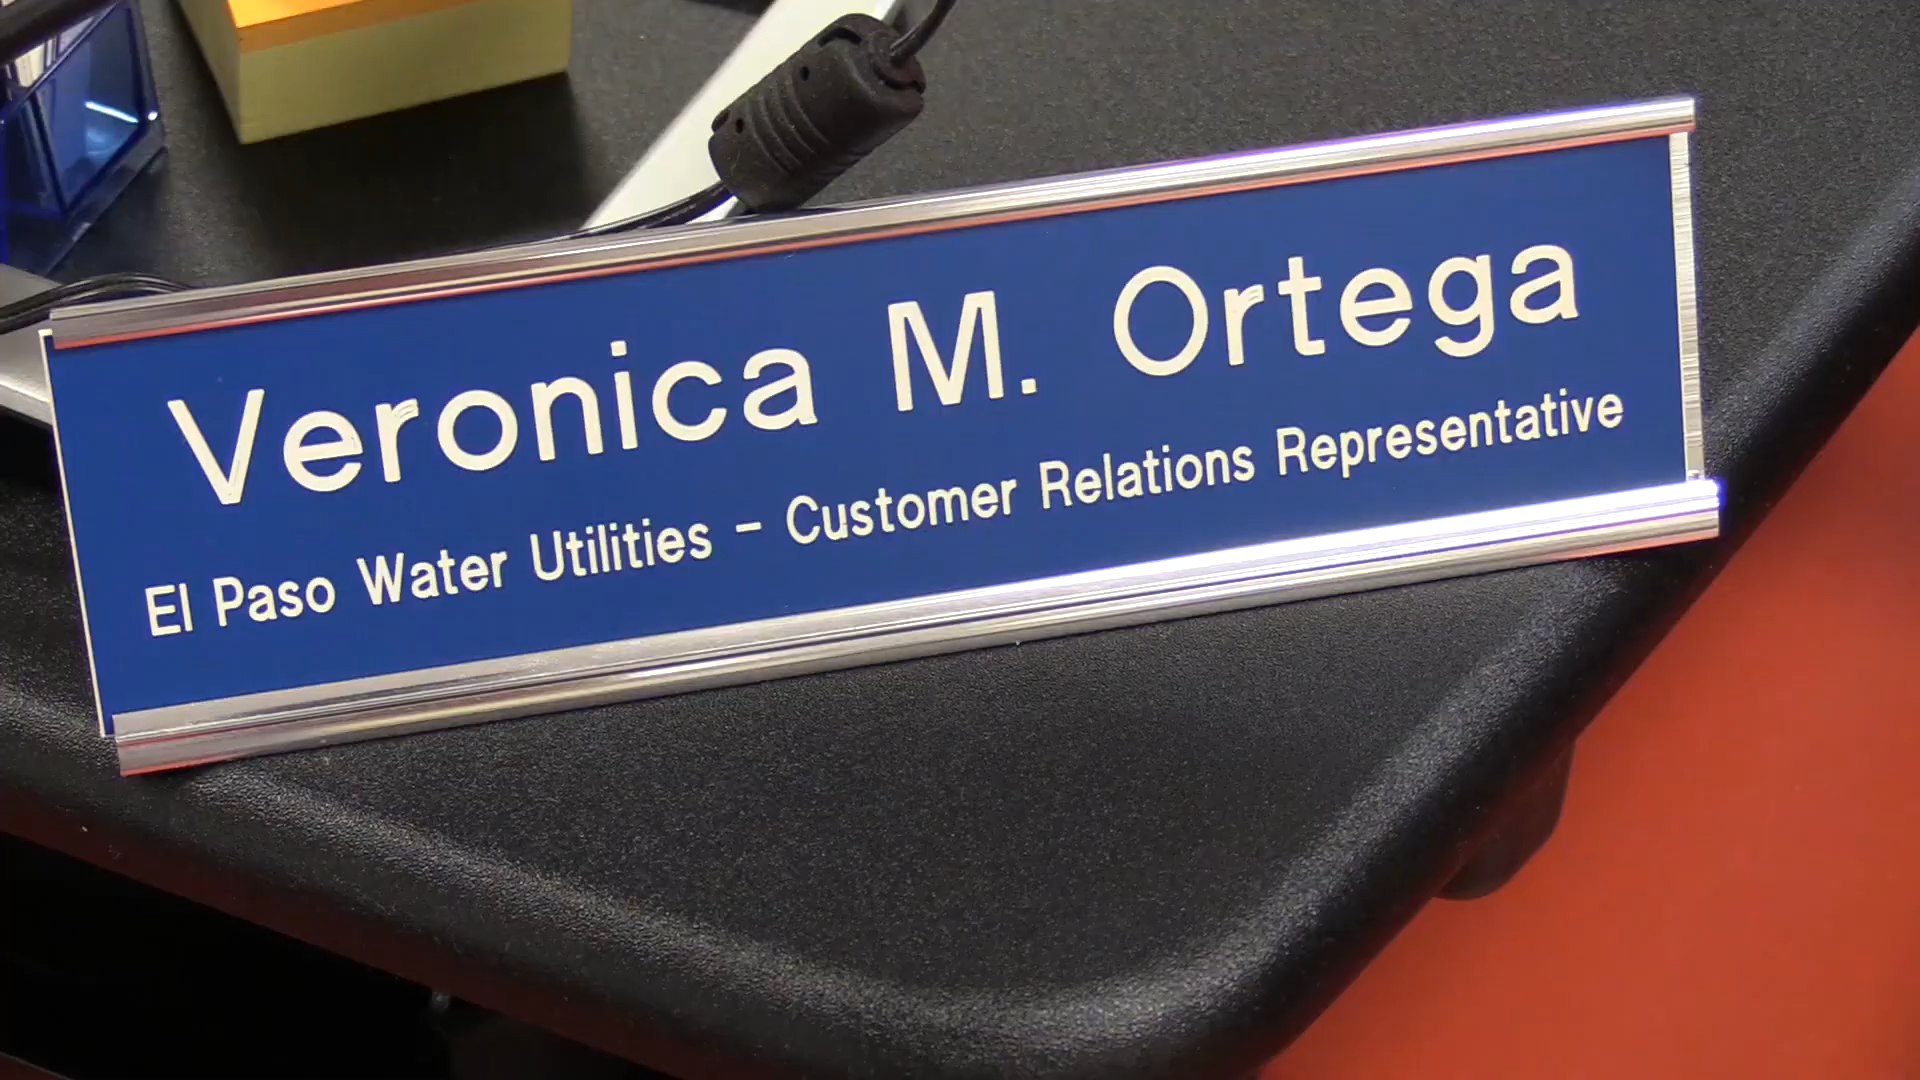 Veronica M. Ortega
El Paso Water Utilities – Customer Relations Representative